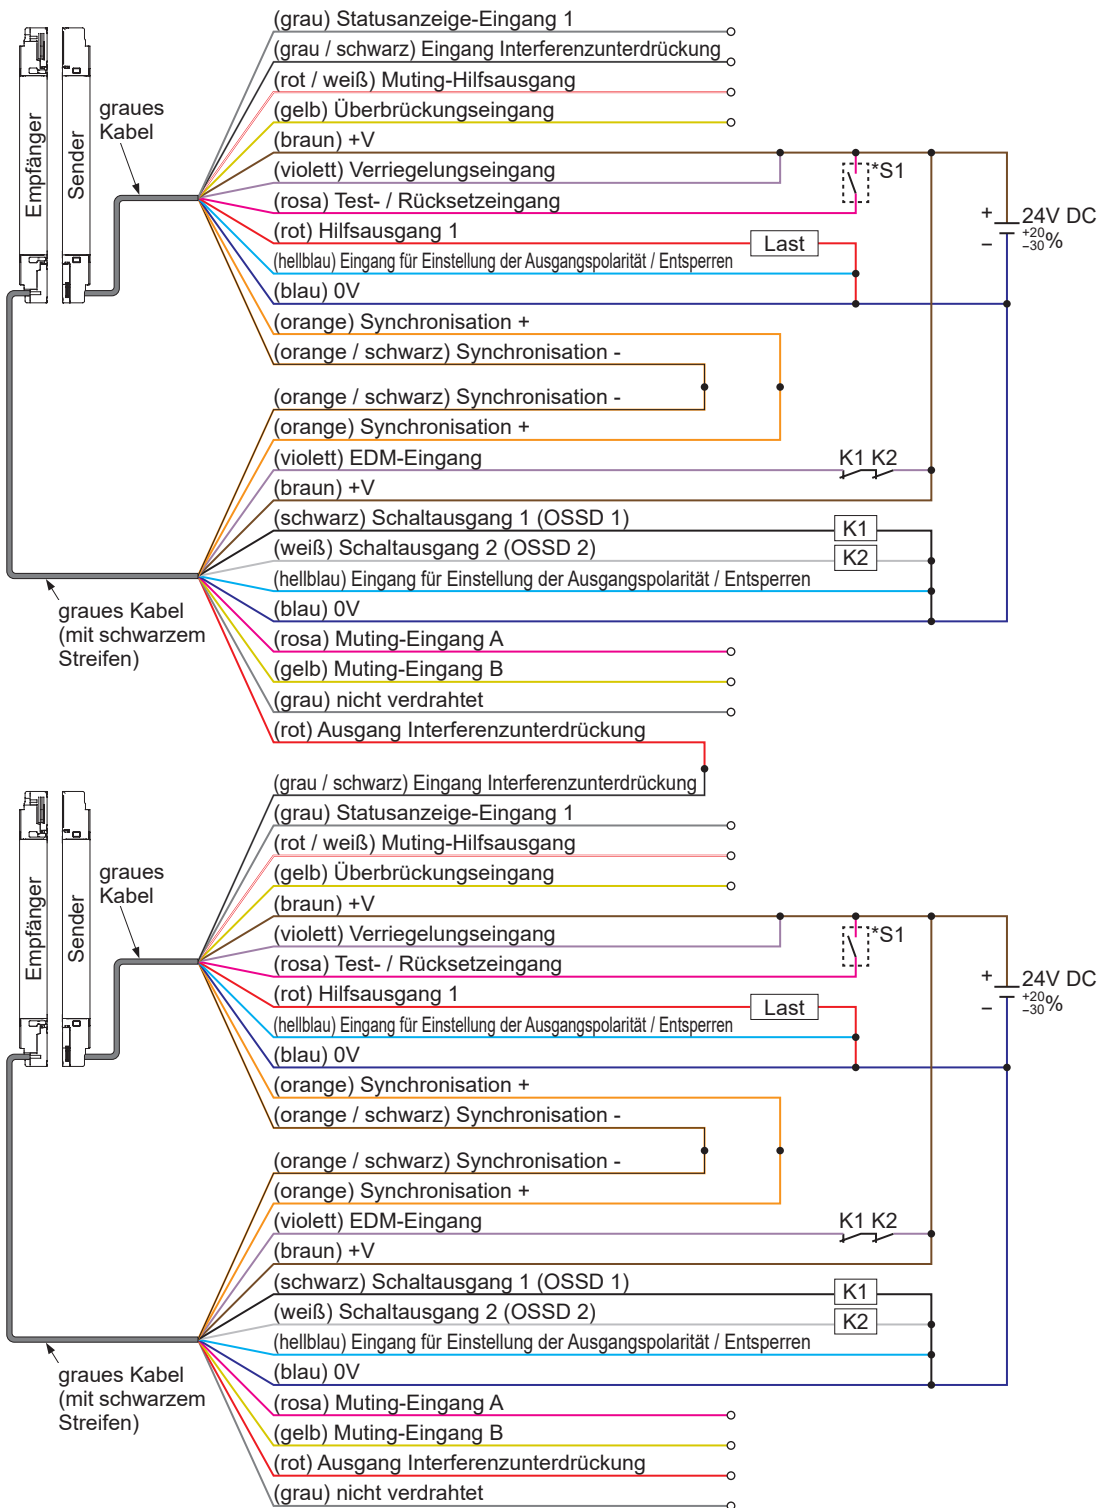 (grau) Statusanzeige-Eingang 1
(grau / schwarz) Eingang Interferenzunterdrückung
(rot / weiß) Muting-Hilfsausgang
(gelb) Überbrückungseingang
(braun) +V
(violett) Verriegelungseingang
(rosa) Test- / Rücksetzeingang
(rot) Hilfsausgang 1
(hellblau) Eingang für Einstellung der Ausgangspolarität / Entsperren
(blau) 0V
(orange) Synchronisation +
(orange / schwarz) Synchronisation -
Empfänger
Sender
graues
Kabel
*S1
Last
+
–
24V DC
+20
–30 %
(orange / schwarz) Synchronisation -
(orange) Synchronisation +
(violett) EDM-Eingang
(braun) +V
(schwarz) Schaltausgang 1 (OSSD 1)
(weiß) Schaltausgang 2 (OSSD 2)
(hellblau) Eingang für Einstellung der Ausgangspolarität / Entsperren
(blau) 0V
(rosa) Muting-Eingang A
(gelb) Muting-Eingang B
(grau) nicht verdrahtet
(rot) Ausgang Interferenzunterdrückung
K1 K2
K1
K2
graues Kabel
(mit schwarzem
Streifen)
(grau / schwarz) Eingang Interferenzunterdrückung
(grau) Statusanzeige-Eingang 1
(rot / weiß) Muting-Hilfsausgang
(gelb) Überbrückungseingang
(braun) +V
(violett) Verriegelungseingang
(rosa) Test- / Rücksetzeingang
(rot) Hilfsausgang 1
(hellblau) Eingang für Einstellung der Ausgangspolarität / Entsperren
(blau) 0V
(orange) Synchronisation +
(orange / schwarz) Synchronisation -
Empfänger
Sender
graues
Kabel
*S1
Last
+
–
24V DC
+20
–30 %
(orange / schwarz) Synchronisation -
(orange) Synchronisation +
(violett) EDM-Eingang
(braun) +V
(schwarz) Schaltausgang 1 (OSSD 1)
(weiß) Schaltausgang 2 (OSSD 2)
(hellblau) Eingang für Einstellung der Ausgangspolarität / Entsperren
(blau) 0V
(rosa) Muting-Eingang A
(gelb) Muting-Eingang B
(rot) Ausgang Interferenzunterdrückung
(grau) nicht verdrahtet
K1 K2
K1
K2
graues Kabel
(mit schwarzem
Streifen)